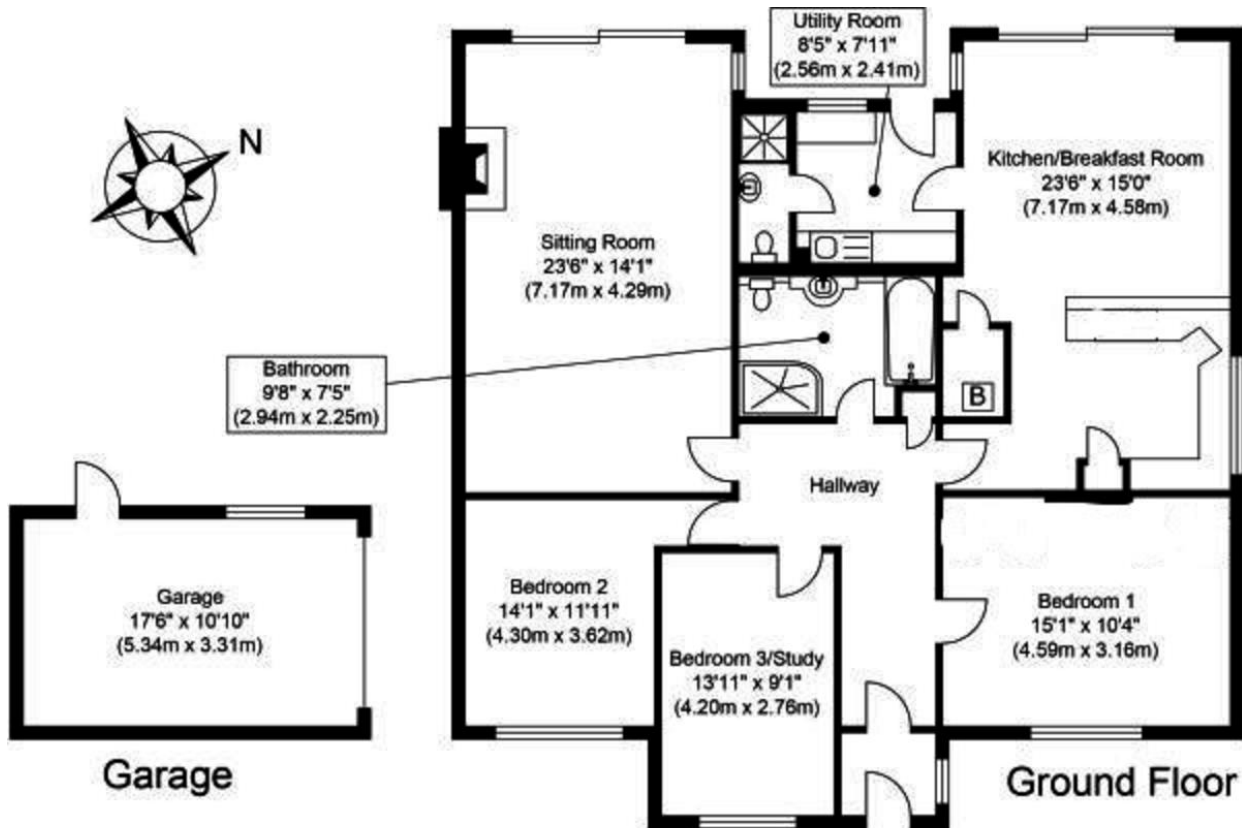 Utility Room
8'5" x 7'11"
(2.56m x 2.41m)
N
Kitchen/Breakfast Room
23'6" x 15'0"
(7.17m x 4.58m)
Sitting Room
23'6" x 14'1"
(7.17m x 4.29m)
Bathroom
9'8" x 7'5"
(2.94m x 2.25m)
B
Hallway
Garage
17'6" x 10'10"
(5.34m x 3.31m)
Bedroom 2
14'1" x 11'11"
(4.30m x 3.62m)
Bedroom 1
15'1" x 10'4"
(4.59m x 3.16m)
Bedroom 3/Study
13'11" x 9'1"
(4.20m x 2.76m)
Garage
Ground Floor